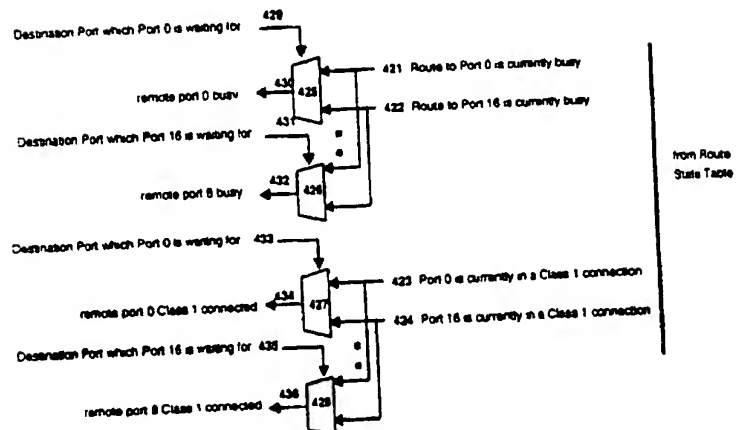 Destination Port which Port 0 is waiting for 429
430 425 421 Route to Port 0 is currently busy
remote port 0 busy
422 Route to Port 16 is currently busy
431
Destination Port which Port 16 is waiting for
from Route
State Table
432 426
remote port 8 busy
Destination Port which Port 0 is waiting for 433
423 Port 0 is currently in a Class 1 connection
434 427
remote port 0 Class 1 connected
424 Port 16 is currently in a Class 1 connection
Destination Port which Port 16 is waiting for 435
436 428
remote port 8 Class 1 connected